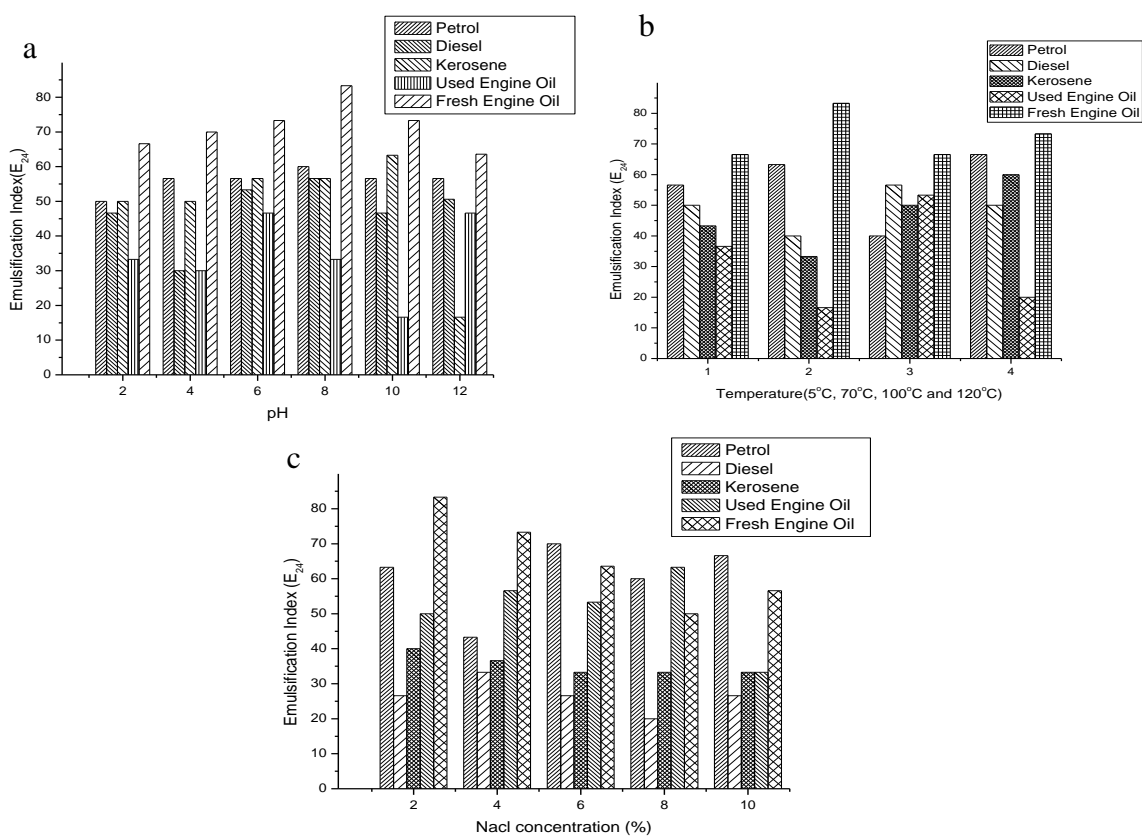 a
Petrol
Diesel
Kerosene
Used Engine Oil
Fresh Engine Oil
Emulsification Index(E24)
80
70
60
50
40
30
20
10
0
2 4 6 8 10 12
pH
b
Petrol
Diesel
Kerosene
Used Engine Oil
Fresh Engine Oil
Emulsification Index (E24)
80
70
60
50
40
30
20
10
0
1 2 3 4
Temperature(5°C, 70°C, 100°C and 120°C)
c
Petrol
Diesel
Kerosene
Used Engine Oil
Fresh Engine Oil
Emulsification Index (E24)
80
70
60
50
40
30
20
10
0
2 4 6 8 10
Nacl concentration (%)